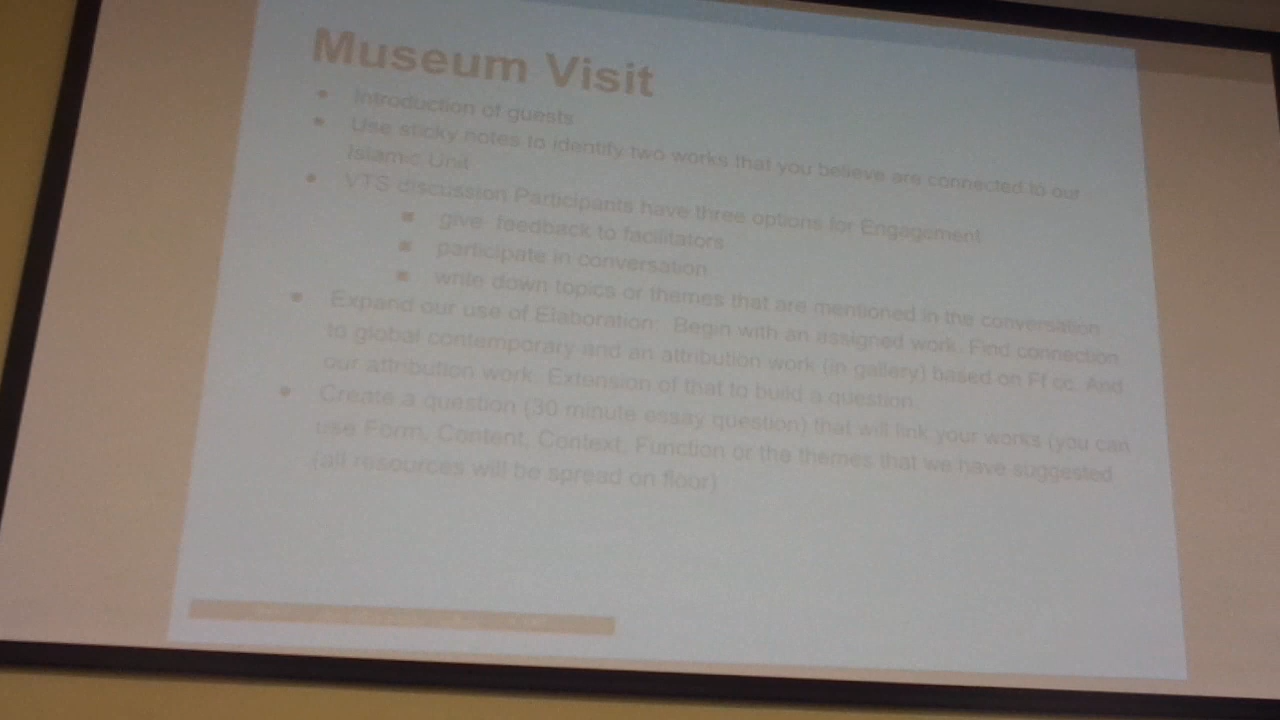 Museum Visit
• Introduction of guests
• Use sticky notes to identify two works that you believe are connected to our
Islamic Unit
• VTS discussion Participants have three options for Engagement
■ give feedback to facilitators
■ participate in conversation
■ write down topics or themes that are mentioned in the conversation
• Expand our use of Elaboration. Begin with an assigned work. Find connection
to global contemporary and an attribution work (in gallery) based on Ff cc. And
our attribution work. Extension of that to build a question.
• Create a question (30 minute essay question) that will link your works (you can
use Form, Content, Context, Function or the themes that we have suggested
(all resources will be spread on floor)